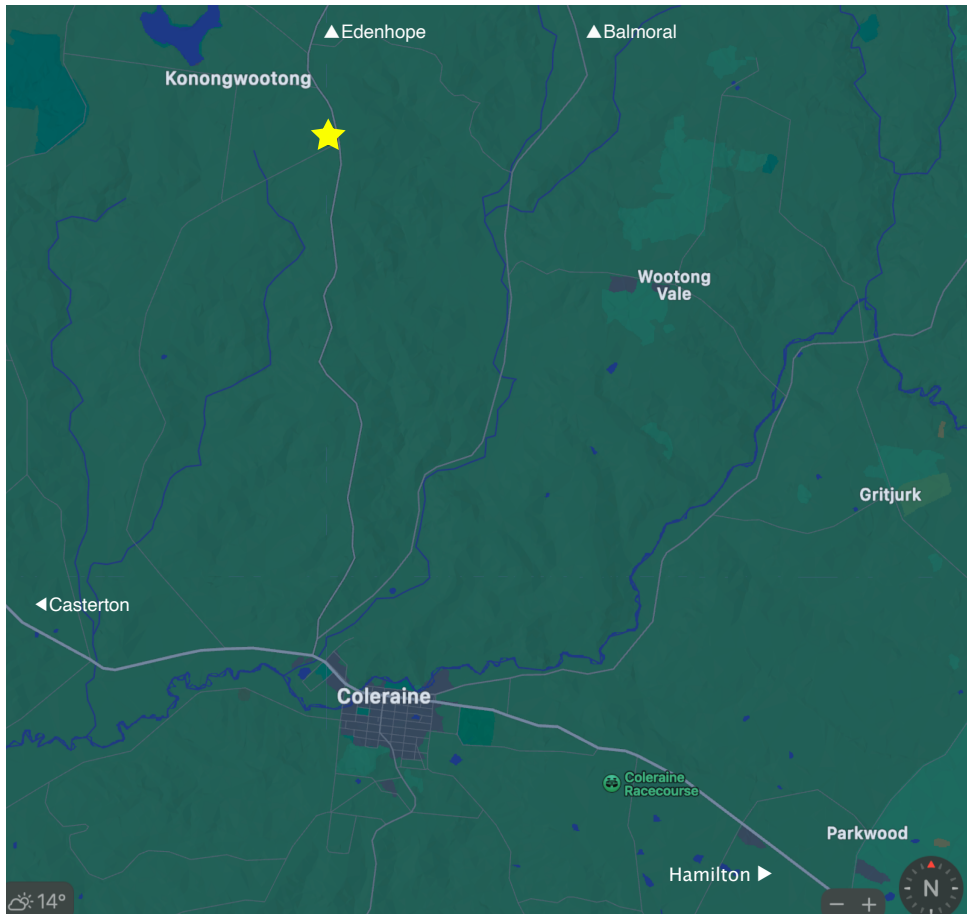 ▲Edenhope
▲Balmoral
Konongwootong
Wootong
Vale
Gritjurk
◀Casterton
Coleraine
Coleraine
Racecourse
Parkwood
Hamilton ▶
14°
− +
N